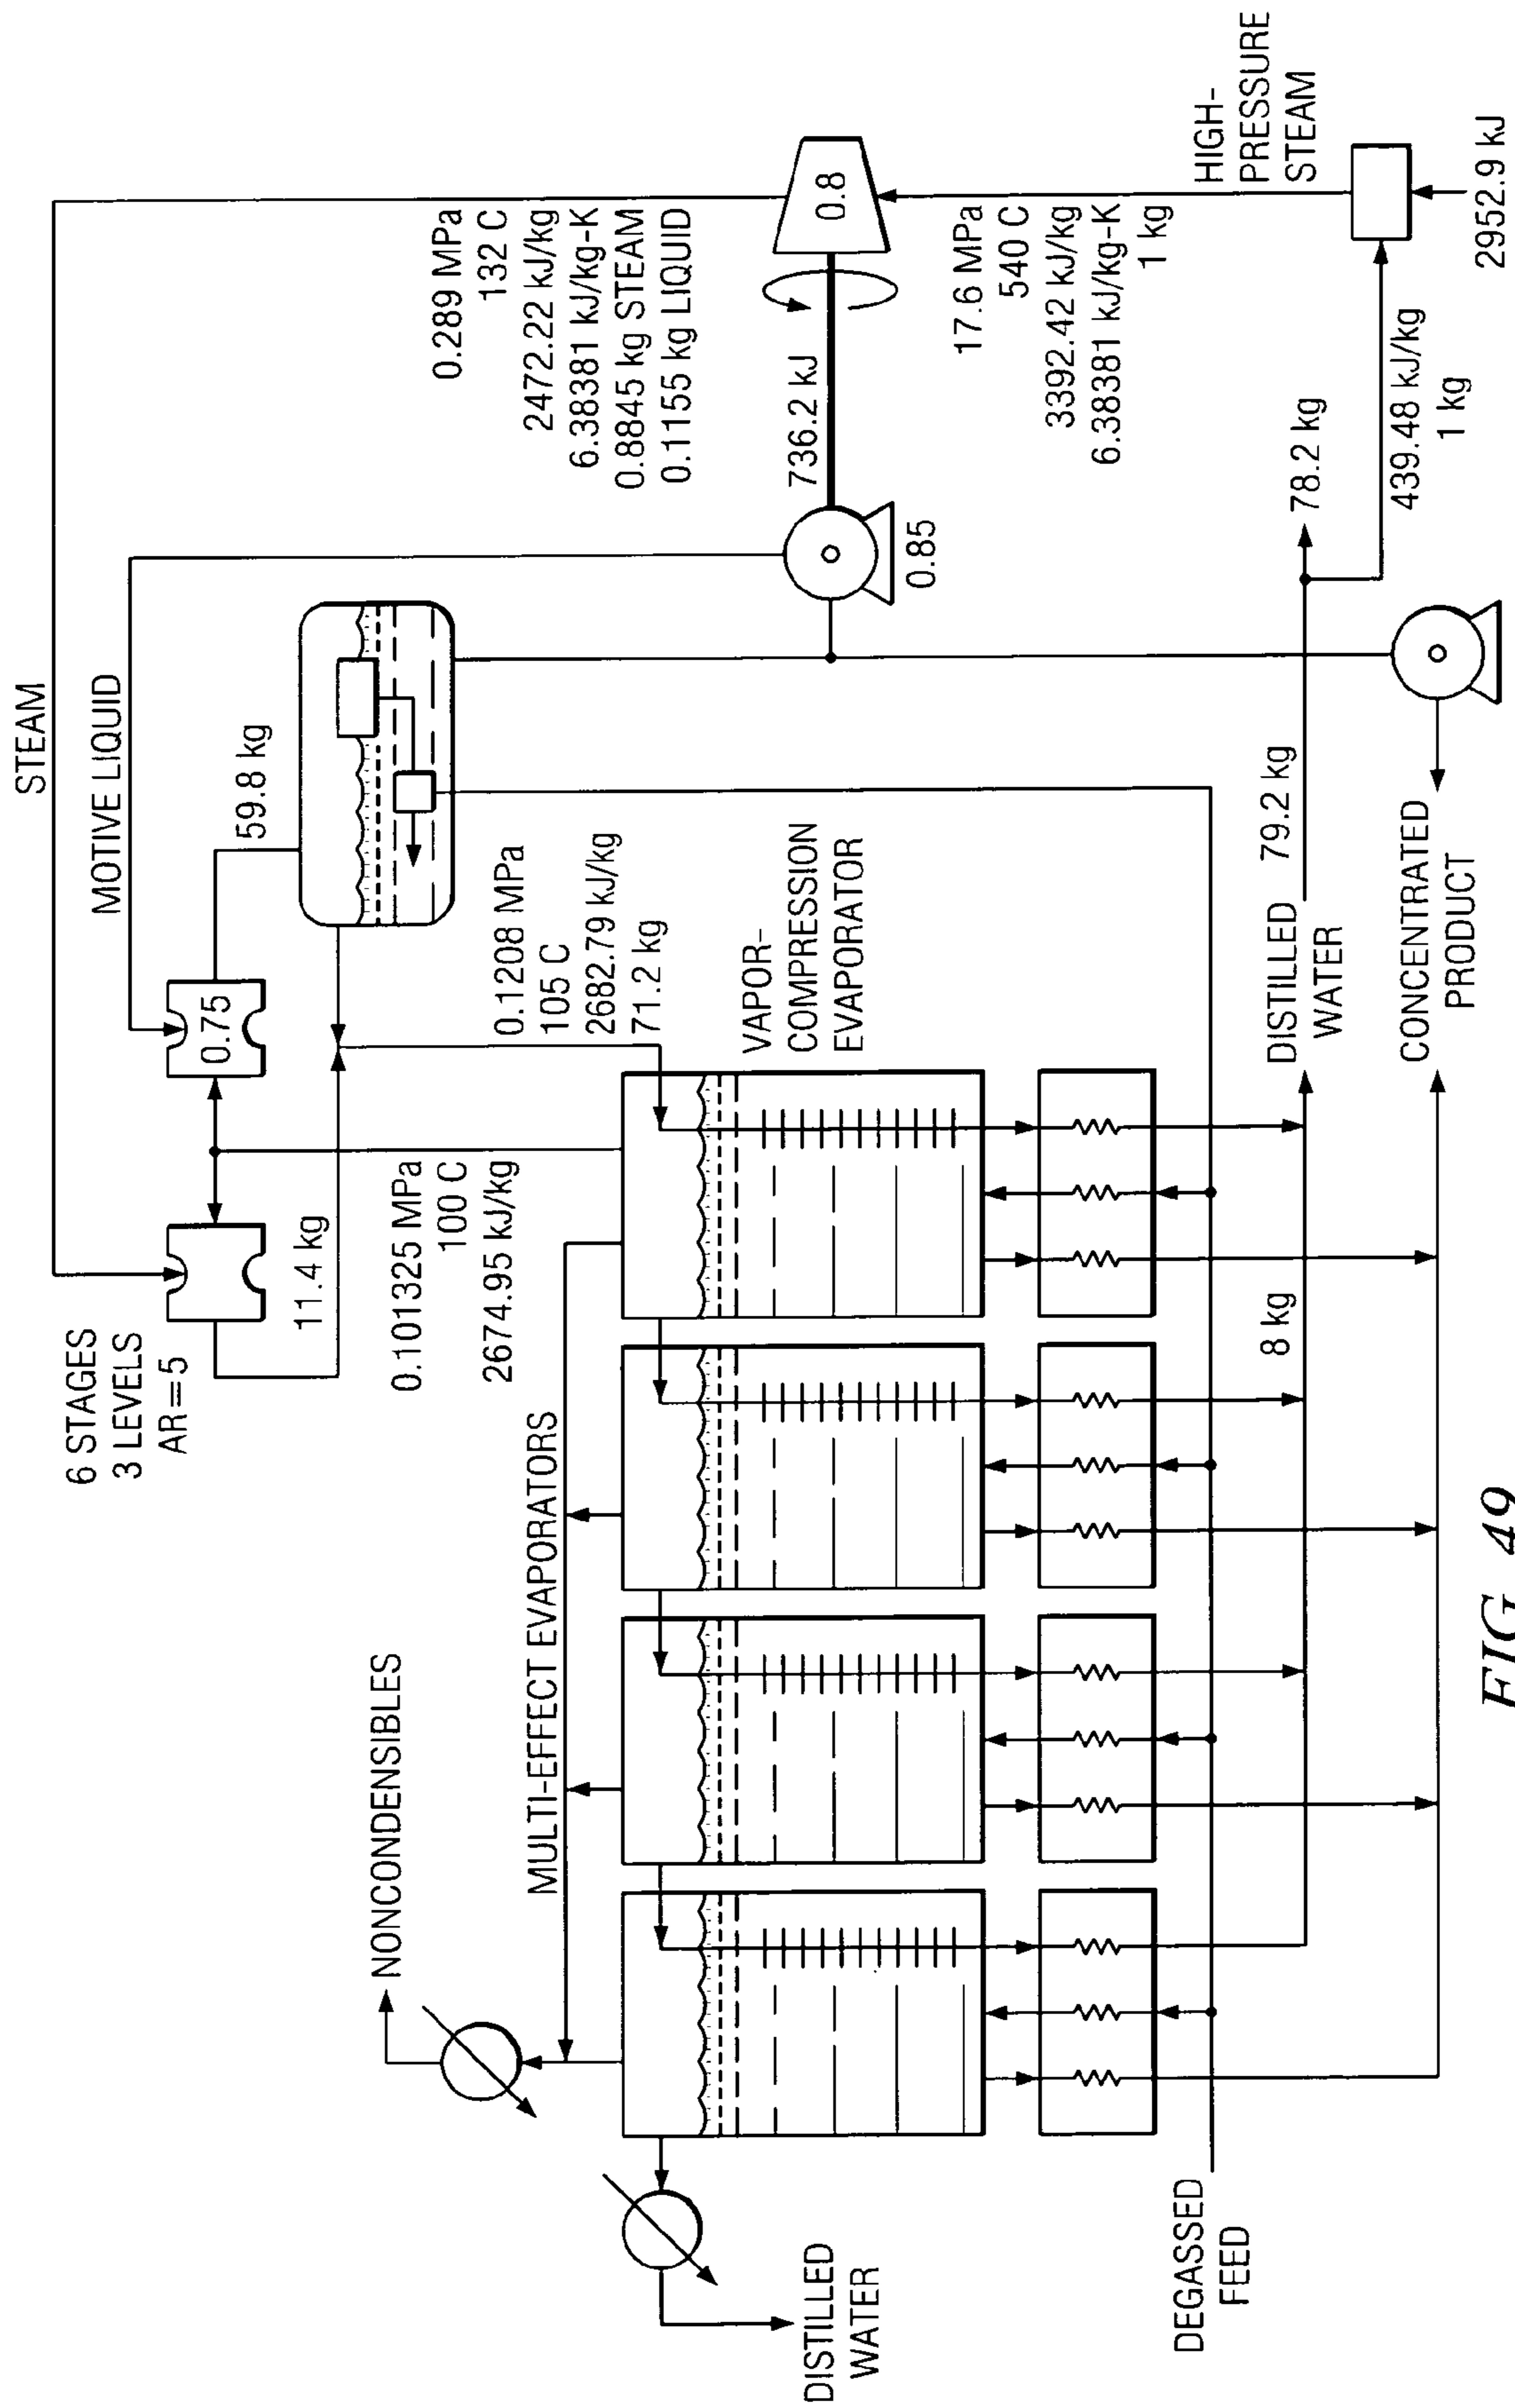 STEAM
MOTIVE LIQUID
6 STAGES
3 LEVELS
AR=5
0.75
59.8 kg
11.4 kg
0.289 MPa
132 C
2472.22 kJ/kg
6.38381 kJ/kg-K
0.8845 kg STEAM
0.1155 kg LIQUID
0.101325 MPa
100 C
2674.95 kJ/kg
0.1208 MPa
105 C
2682.79 kJ/kg
71.2 kg
736.2 kJ
0.8
0.85
NONCONDENSIBLES
MULTI-EFFECT EVAPORATORS
VAPOR-
COMPRESSION
EVAPORATOR
17.6 MPa
540 C
3392.42 kJ/kg
6.38381 kJ/kg-K
1 kg
HIGH-
PRESSURE
STEAM
DISTILLED
WATER
DEGASSED
FEED
8 kg
DISTILLED
WATER
79.2 kg
78.2 kg
439.48 kJ/kg
1 kg
2952.9 kJ
CONCENTRATED
PRODUCT
FIG. 49